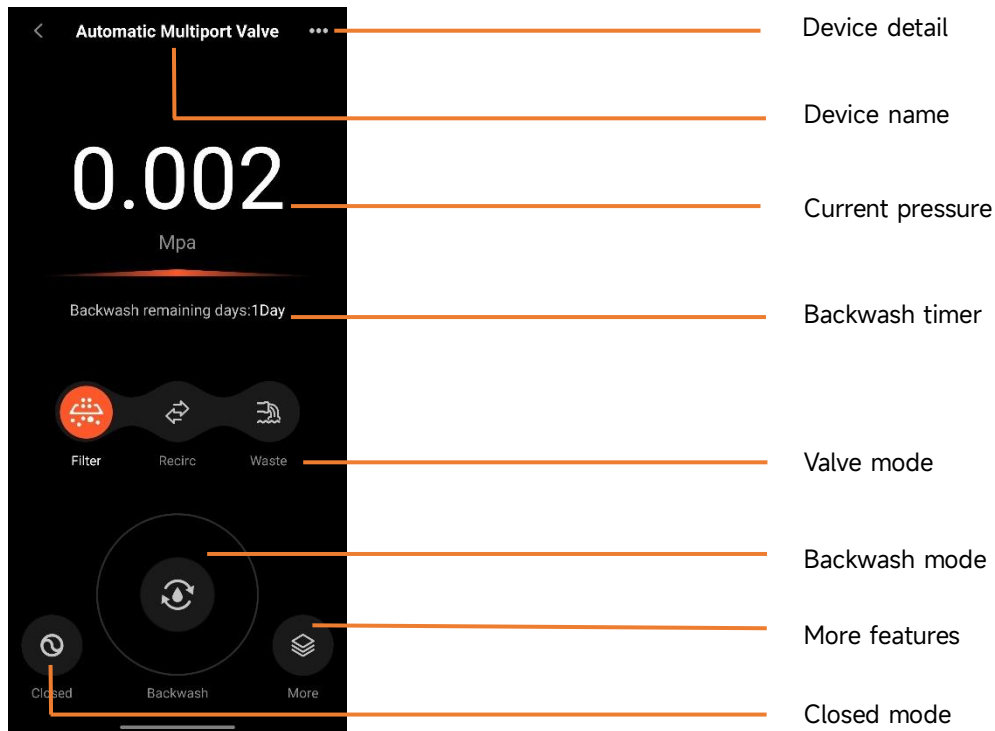 Automatic Multiport Valve
Device detail
Device name
0.002
Current pressure
Mpa
Backwash remaining days:1Day
Backwash timer
Filter Recirc Waste
Valve mode
Backwash mode
More features
Closed Backwash More
Closed mode